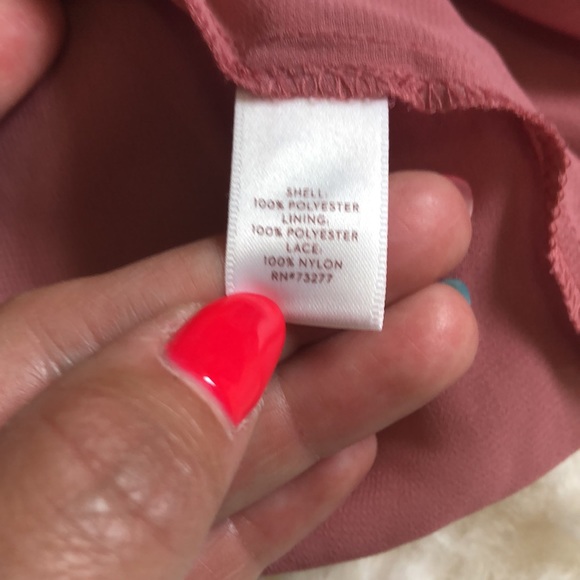 SHELL:
100% POLYESTER
LINING:
100% POLYESTER
LACE:
100% NYLON
RN#73277